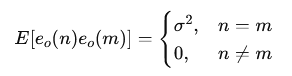 E[e_o(n)e_o(m)] = { σ², n = m
0, n ≠ m